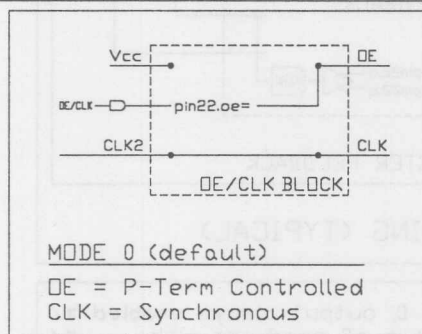 Vcc
OE
OE/CLK
pin22.oe=
CLK2
CLK
OE/CLK BLOCK
MODE 0 (default)
OE = P-Term Controlled
CLK = Synchronous